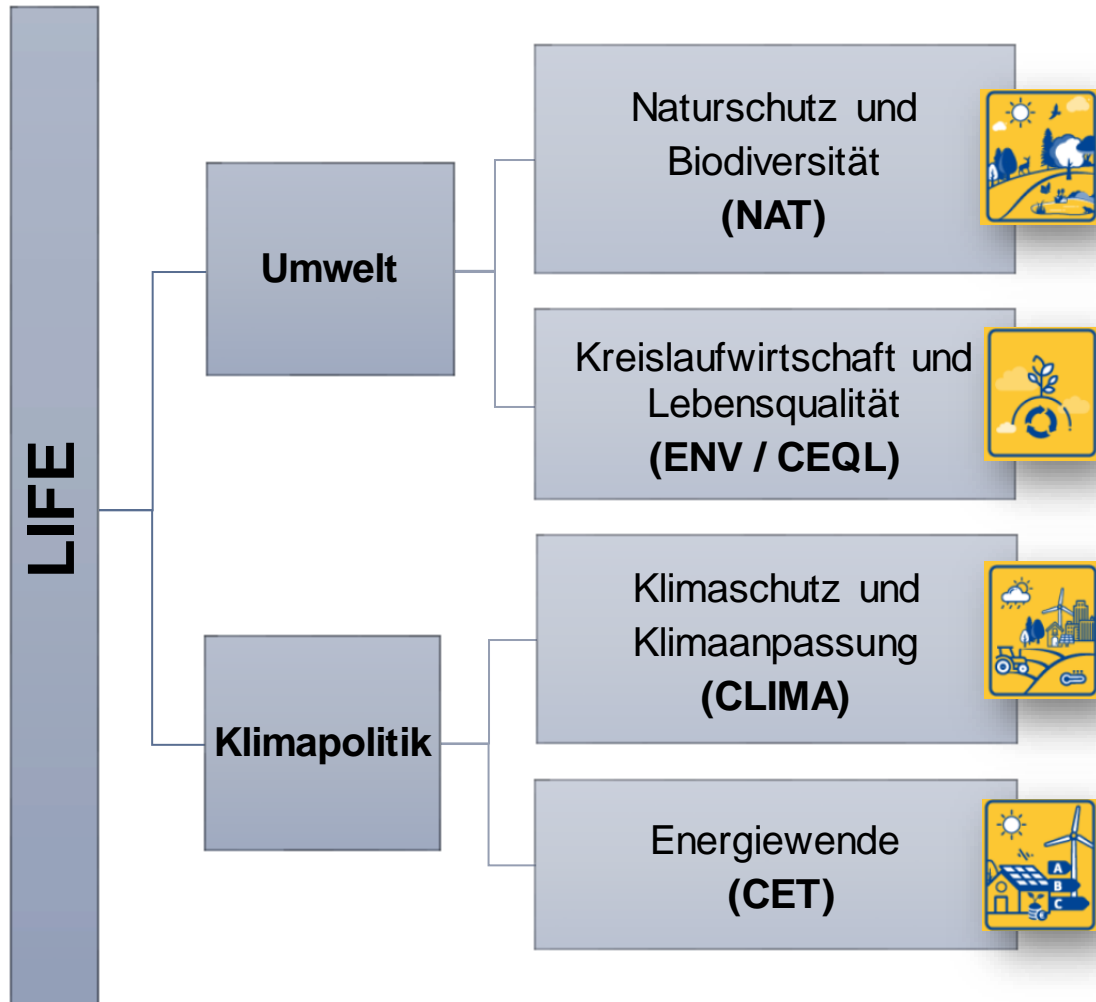 LIFE
Umwelt
Naturschutz und
Biodiversität
(NAT)
Kreislaufwirtschaft und
Lebensqualität
(ENV / CEQL)
Klimapolitik
Klimaschutz und
Klimaanpassung
(CLIMA)
Energiewende
(CET)
A
B
C
€